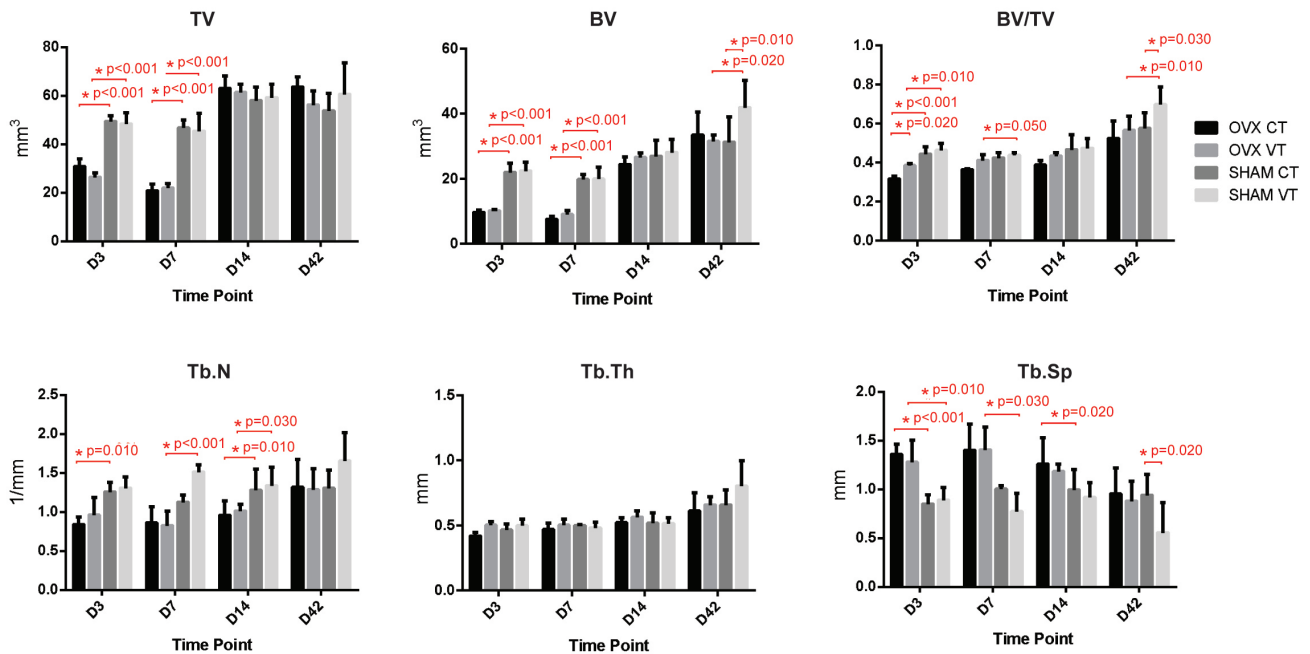 TV
mm3
80
60
40
20
0
* p<0.001
* p<0.001
* p<0.001
* p<0.001
D3
D7
D14
D42
Time Point
BV
mm3
60
40
20
0
* p<0.001
* p<0.001
* p<0.001
* p<0.001
* p=0.010
* p=0.020
D3
D7
D14
D42
Time Point
BV/TV
1.0
0.8
0.6
0.4
0.2
0.0
* p=0.010
* p<0.001
* p=0.020
* p=0.050
* p=0.030
* p=0.010
D3
D7
D14
D42
Time Point
OVX CT
OVX VT
SHAM CT
SHAM VT
Tb.N
1/mm
2.5
2.0
1.5
1.0
0.5
0.0
* p=0.010
* p<0.001
* p=0.030
* p=0.010
D3
D7
D14
D42
Time Point
Tb.Th
mm
1.5
1.0
0.5
0.0
D3
D7
D14
D42
Time Point
Tb.Sp
mm
2.0
1.5
1.0
0.5
0.0
* p=0.010
* p<0.001
* p=0.030
* p=0.020
* p=0.020
D3
D7
D14
D42
Time Point